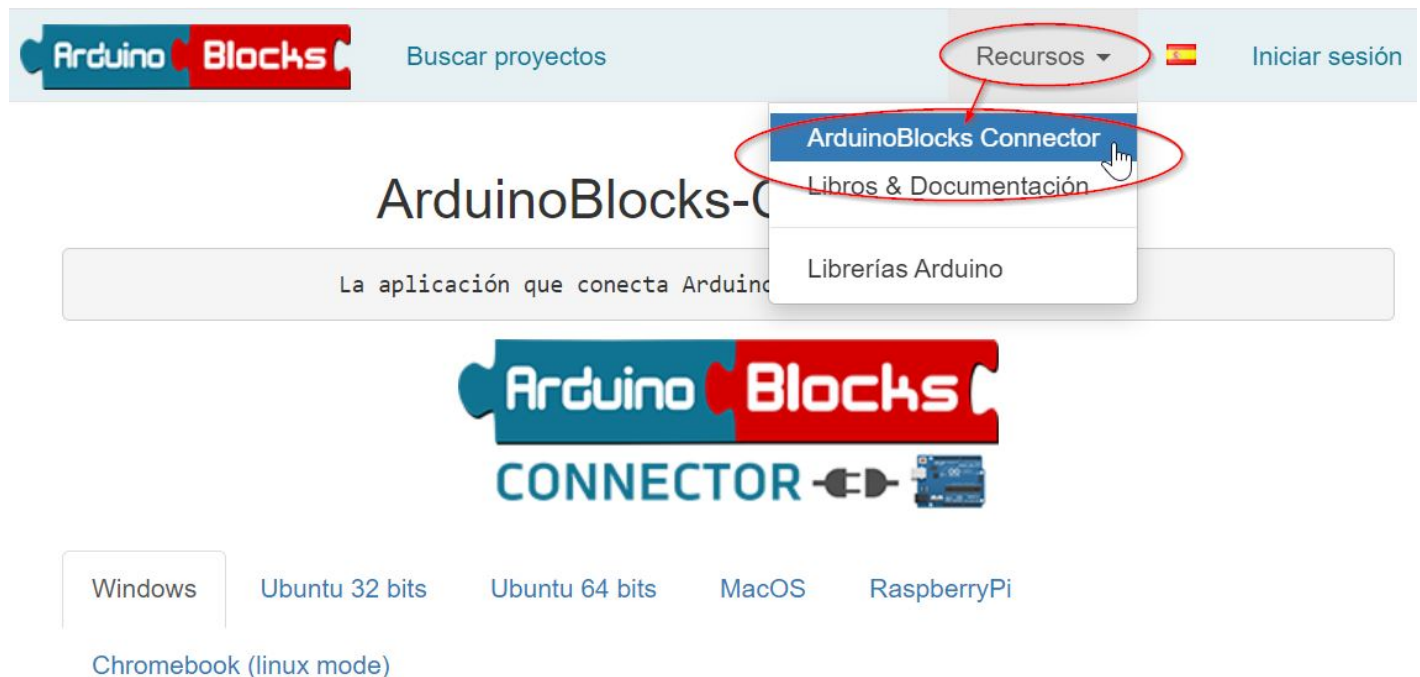 Arduino Blocks
Buscar proyectos
Recursos
Iniciar sesión
ArduinoBlocks Connector
Libros & Documentación
Librerías Arduino
ArduinoBlocks-
La aplicación que conecta
Arduino Blocks
CONNECTOR
Windows
Ubuntu 32 bits
Ubuntu 64 bits
MacOS
RaspberryPi
Chromebook (linux mode)